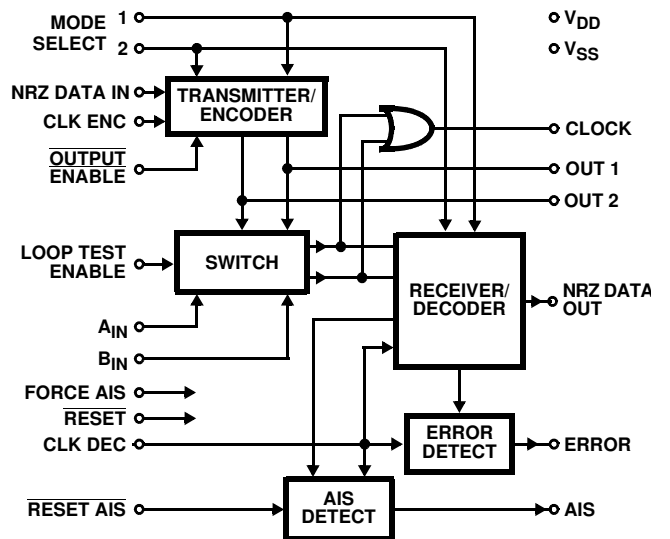 MODE 1
SELECT 2
V_DD
V_SS
NRZ DATA IN
TRANSMITTER/
ENCODER
CLK ENC
CLOCK
OUTPUT
ENABLE
OUT 1
OUT 2
LOOP TEST
ENABLE
SWITCH
RECEIVER/
DECODER
NRZ DATA
OUT
A_IN
B_IN
FORCE AIS
RESET
CLK DEC
ERROR
DETECT
ERROR
RESET AIS
AIS
DETECT
AIS